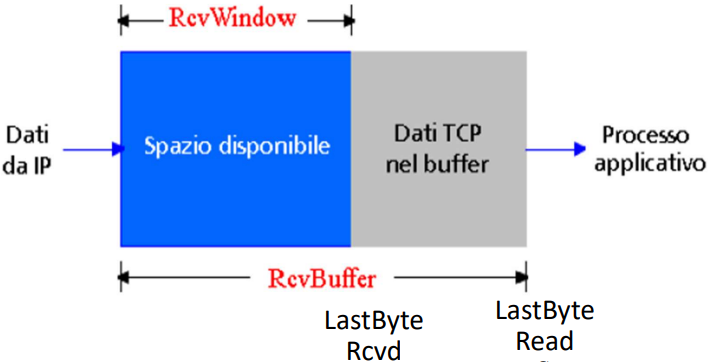 RcvWindow
Dati
da IP
Spazio disponibile
Dati TCP
nel buffer
Processo
applicativo
RcvBuffer
LastByte
Rcvd
LastByte
Read